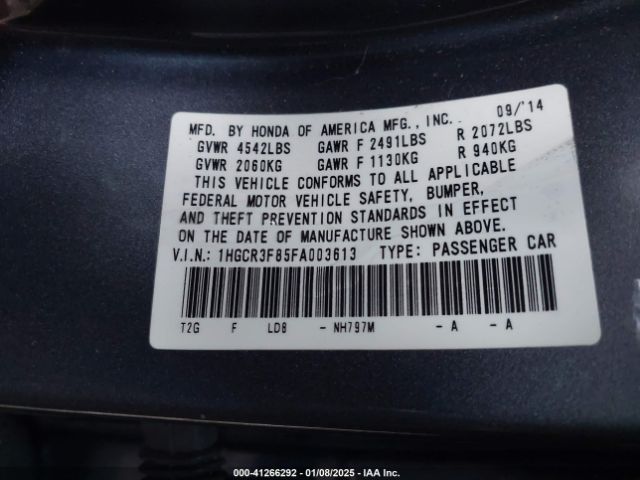 MFD. BY HONDA OF AMERICA MFG., INC. 09/'14
GVWR 4542LBS GAWR F 2491LBS R 2072LBS
GVWR 2060KG GAWR F 1130KG R 940KG
THIS VEHICLE CONFORMS TO ALL APPLICABLE
FEDERAL MOTOR VEHICLE SAFETY, BUMPER,
AND THEFT PREVENTION STANDARDS IN EFFECT
ON THE DATE OF MANUFACTURE SHOWN ABOVE.
V.I.N.: 1HGCR3F85FA003613 TYPE: PASSENGER CAR
T2G F LD8 - NH797M - A - A
000-41266292 - 01/08/2025 - IAA Inc.